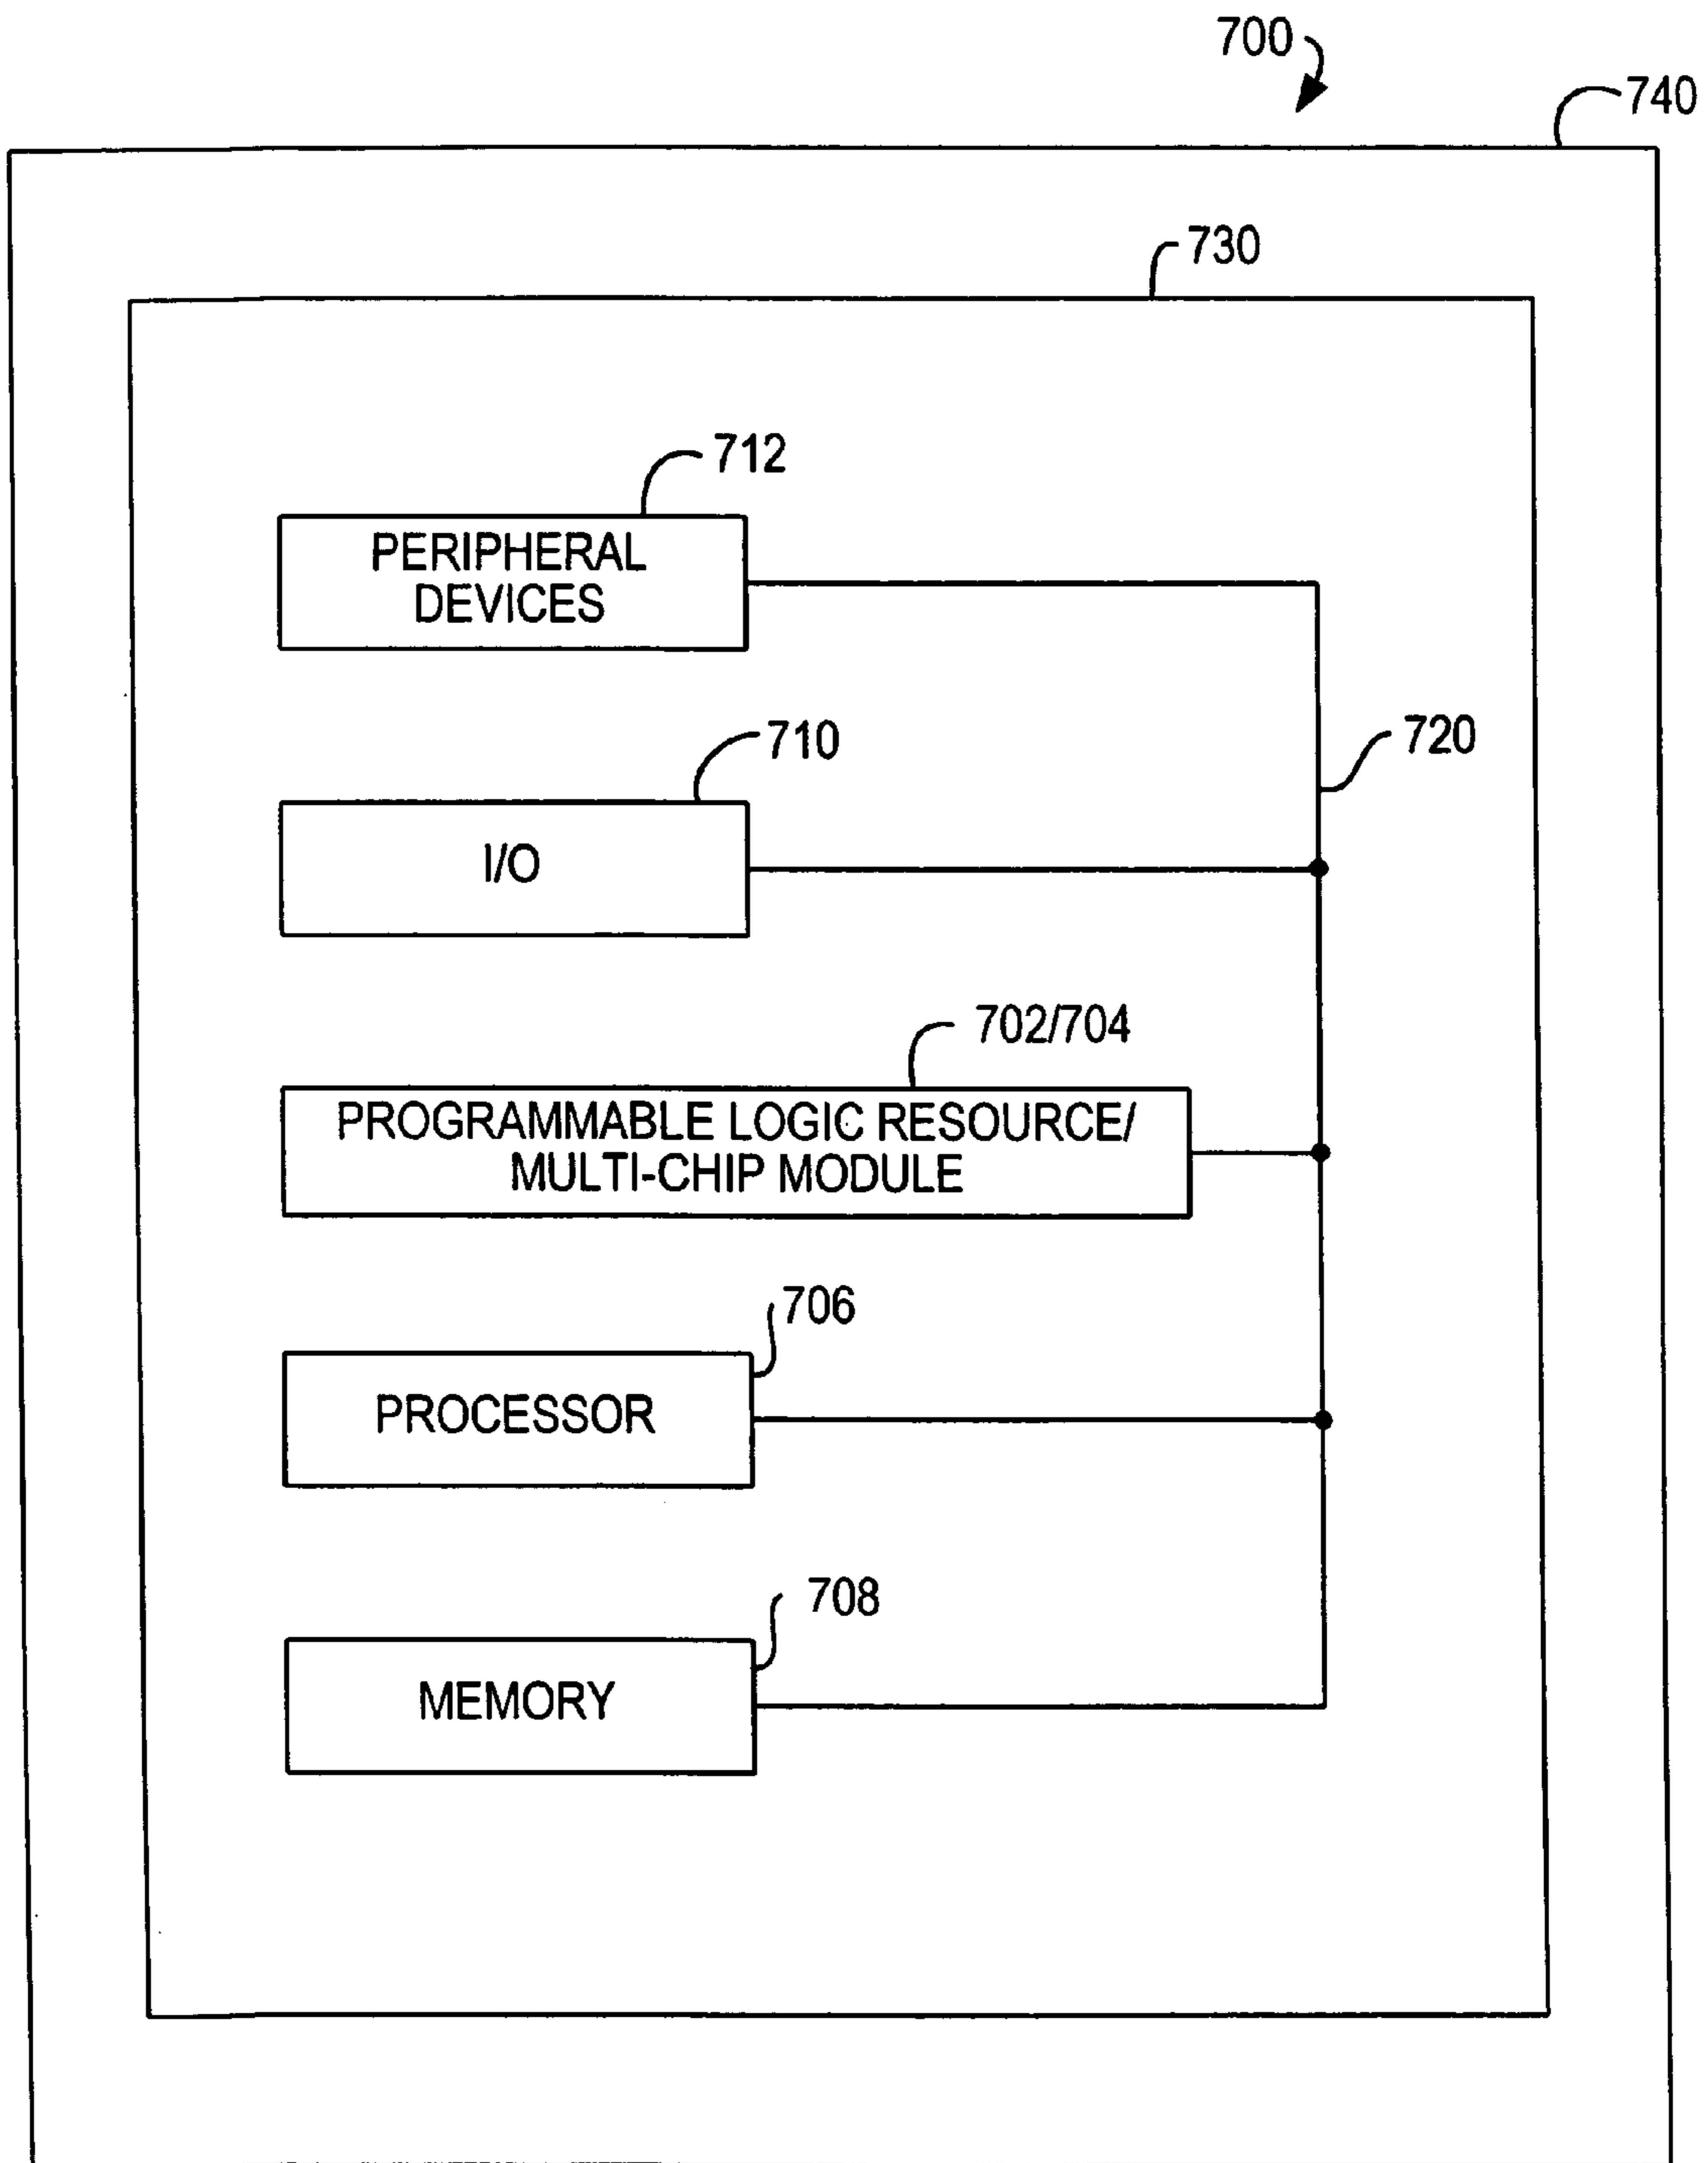 700
740
730
712
PERIPHERAL
DEVICES
710
720
I/O
702/704
PROGRAMMABLE LOGIC RESOURCE/
MULTI-CHIP MODULE
706
PROCESSOR
708
MEMORY